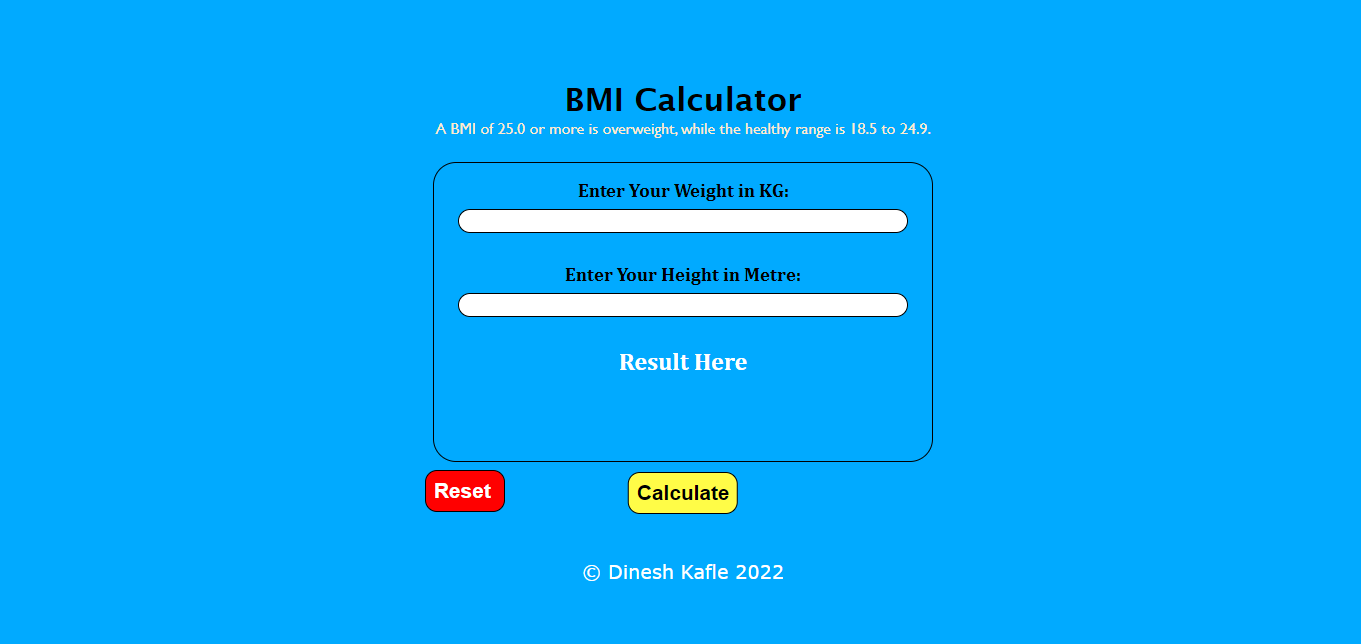 BMI Calculator
A BMI of 25.0 or more is overweight, while the healthy range is 18.5 to 24.9.
Enter Your Weight in KG:
Enter Your Height in Metre:
Result Here
Reset
Calculate
© Dinesh Kafle 2022